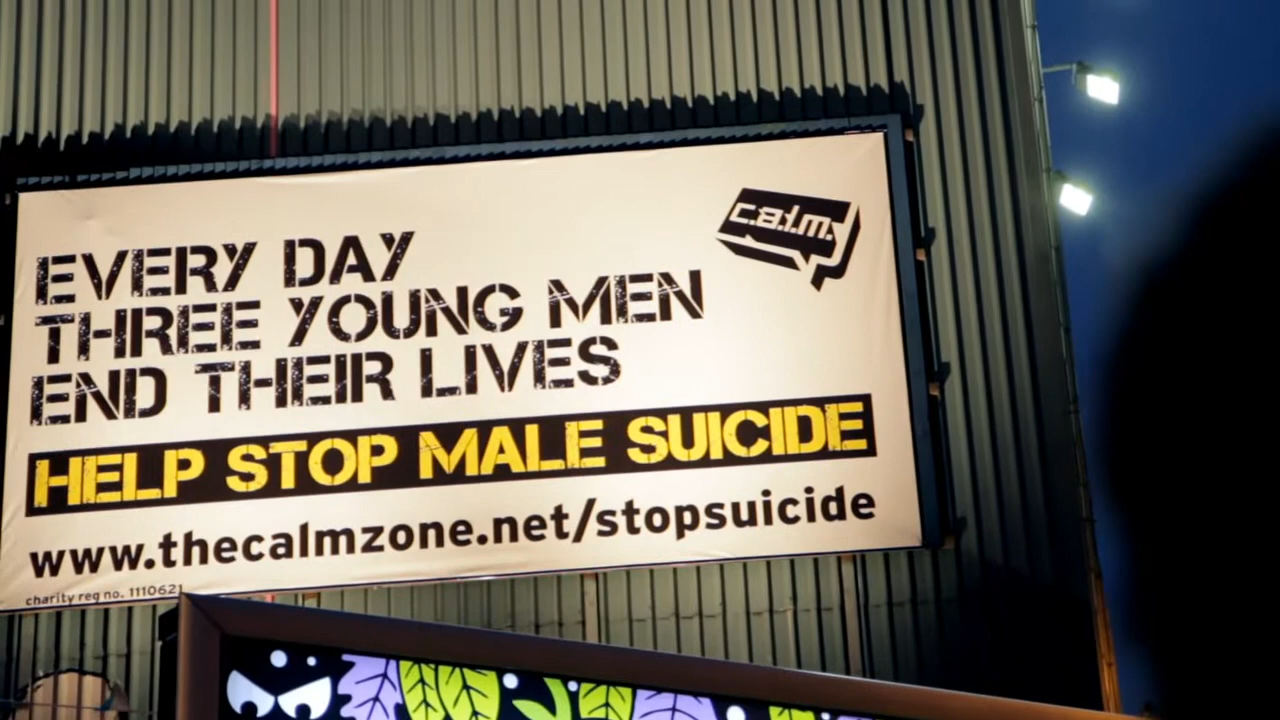 c.a.l.m.
EVERY DAY
THREE YOUNG MEN
END THEIR LIVES
HELP STOP MALE SUICIDE
www.thecalmzone.net/stopsuicide
charity reg no. 1110621